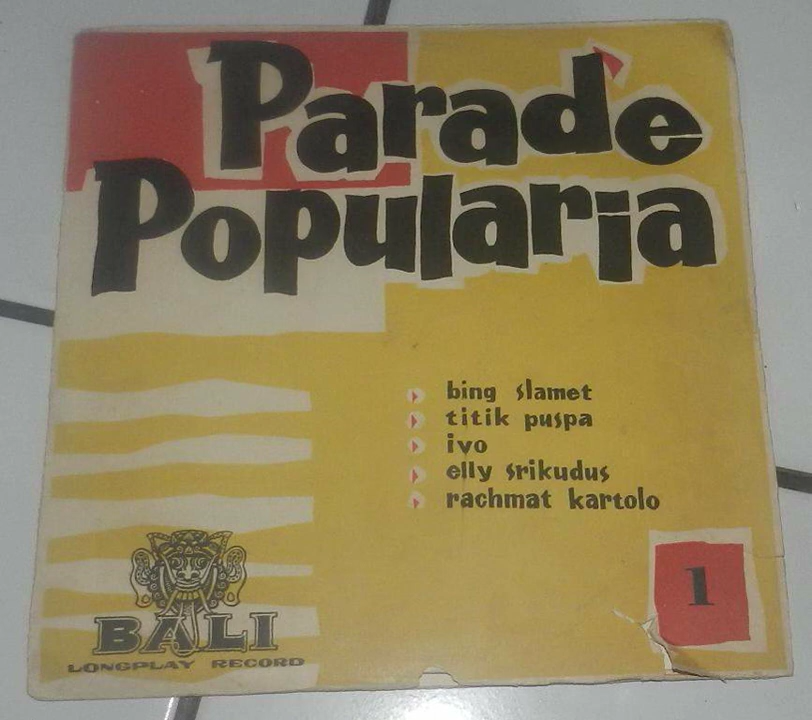 Parade
Popularia
bing slamet
titik puspa
ivo
elly srikudus
rachmat kartolo
1
BALI
LONGPLAY RECORD